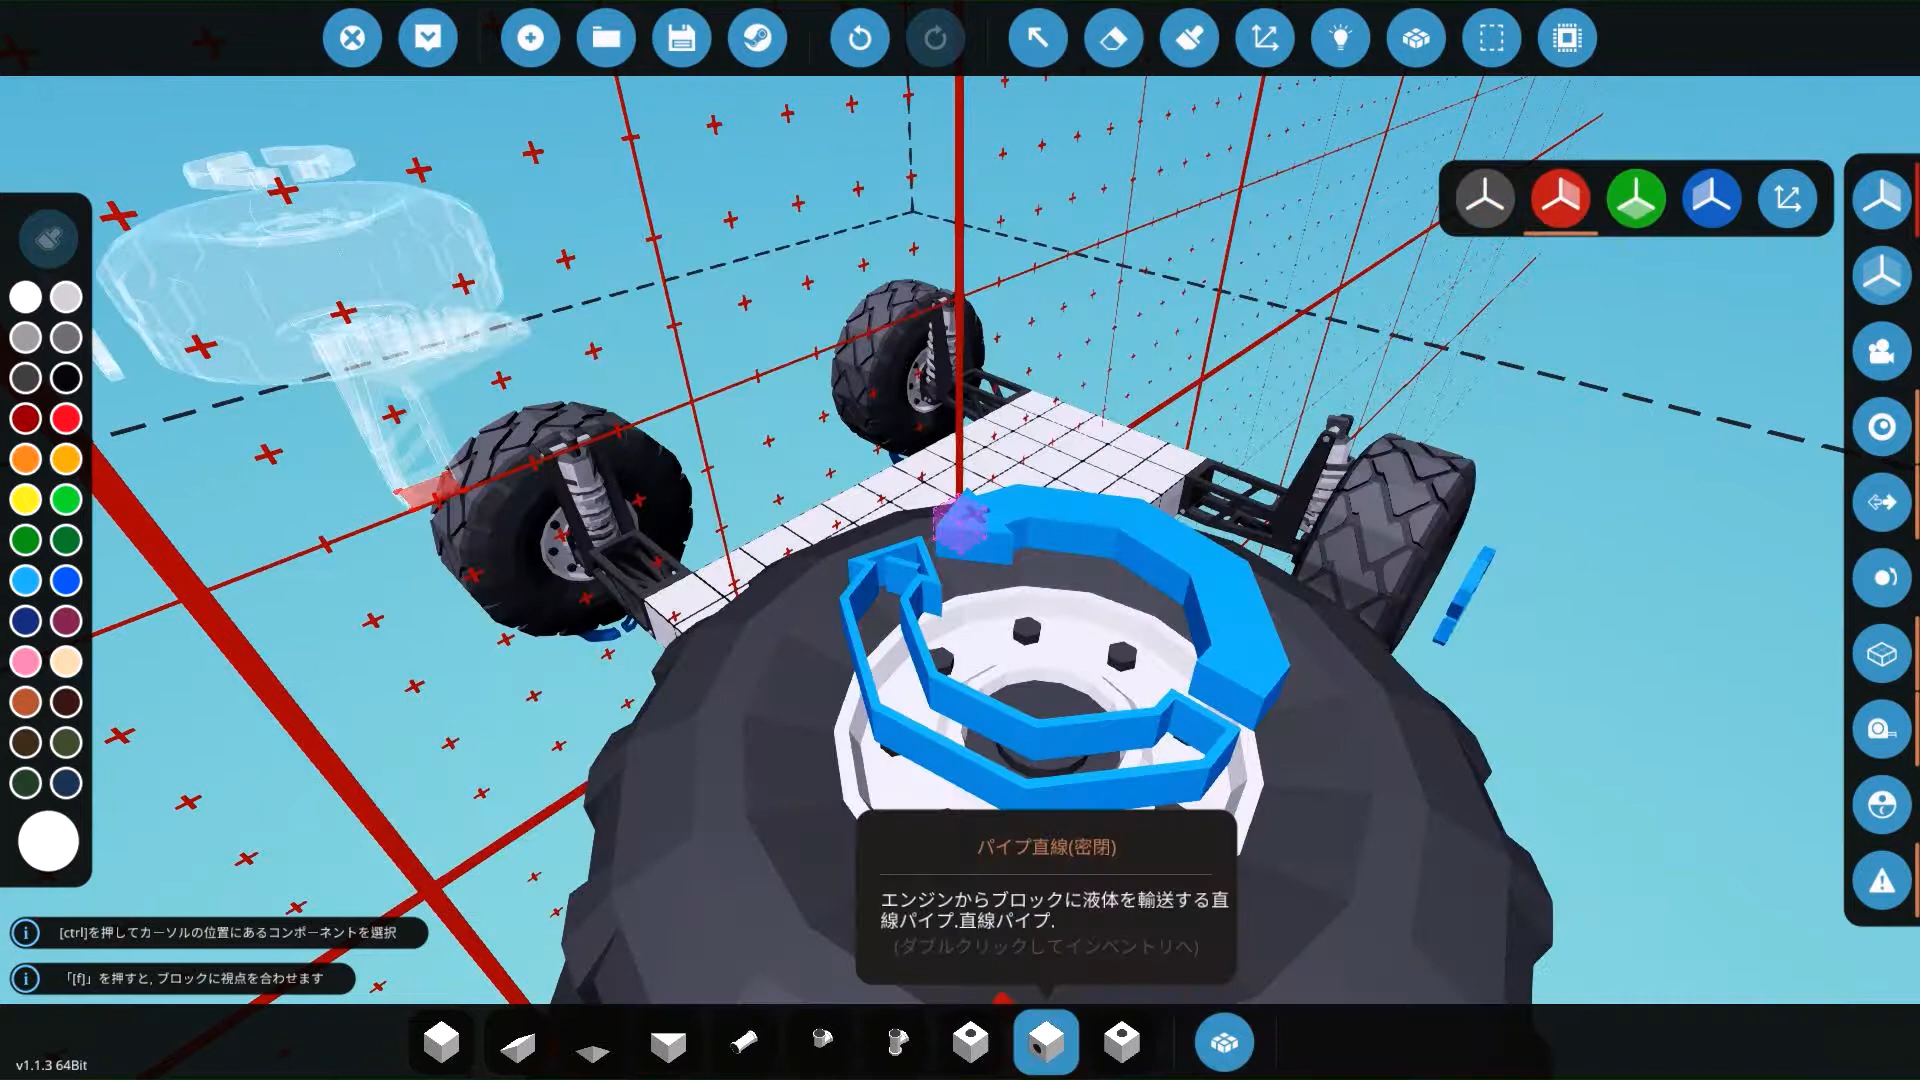 パイプ直線(密閉)
エンジンからブロックに液体を輸送する直
線パイプ.直線パイプ.
(ダブルクリックしてインベントリへ)
[ctrl]を押してカーソルの位置にあるコンポーネントを選択
「[f]」を押すと, ブロックに視点を合わせます
v1.1.3 64Bit